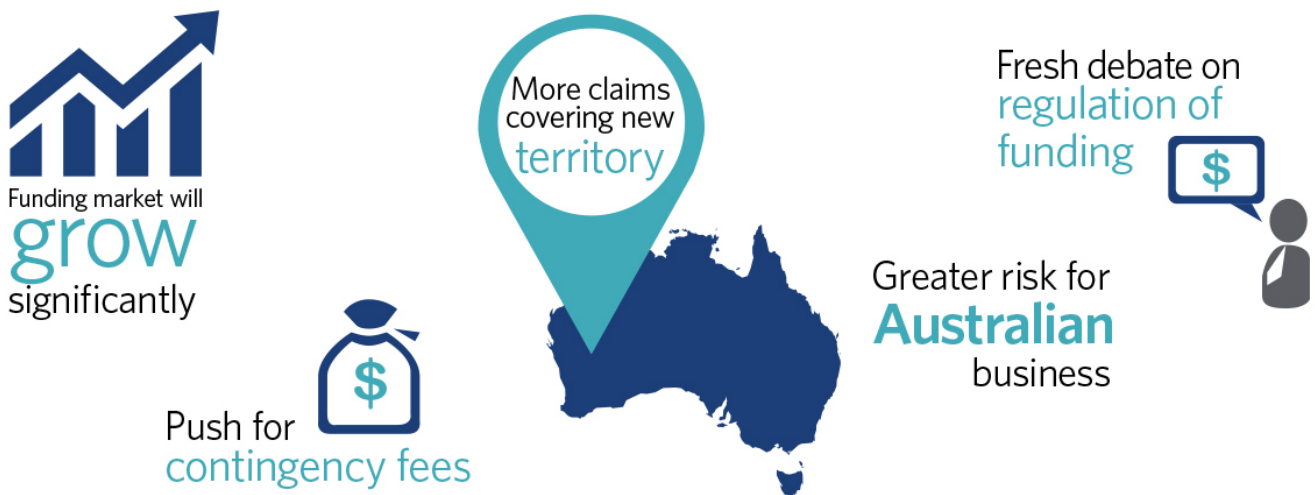 Funding market will
grow
significantly
$
Push for
contingency fees
More claims
covering new
territory
Greater risk for
Australian
business
Fresh debate on
regulation of
funding
$